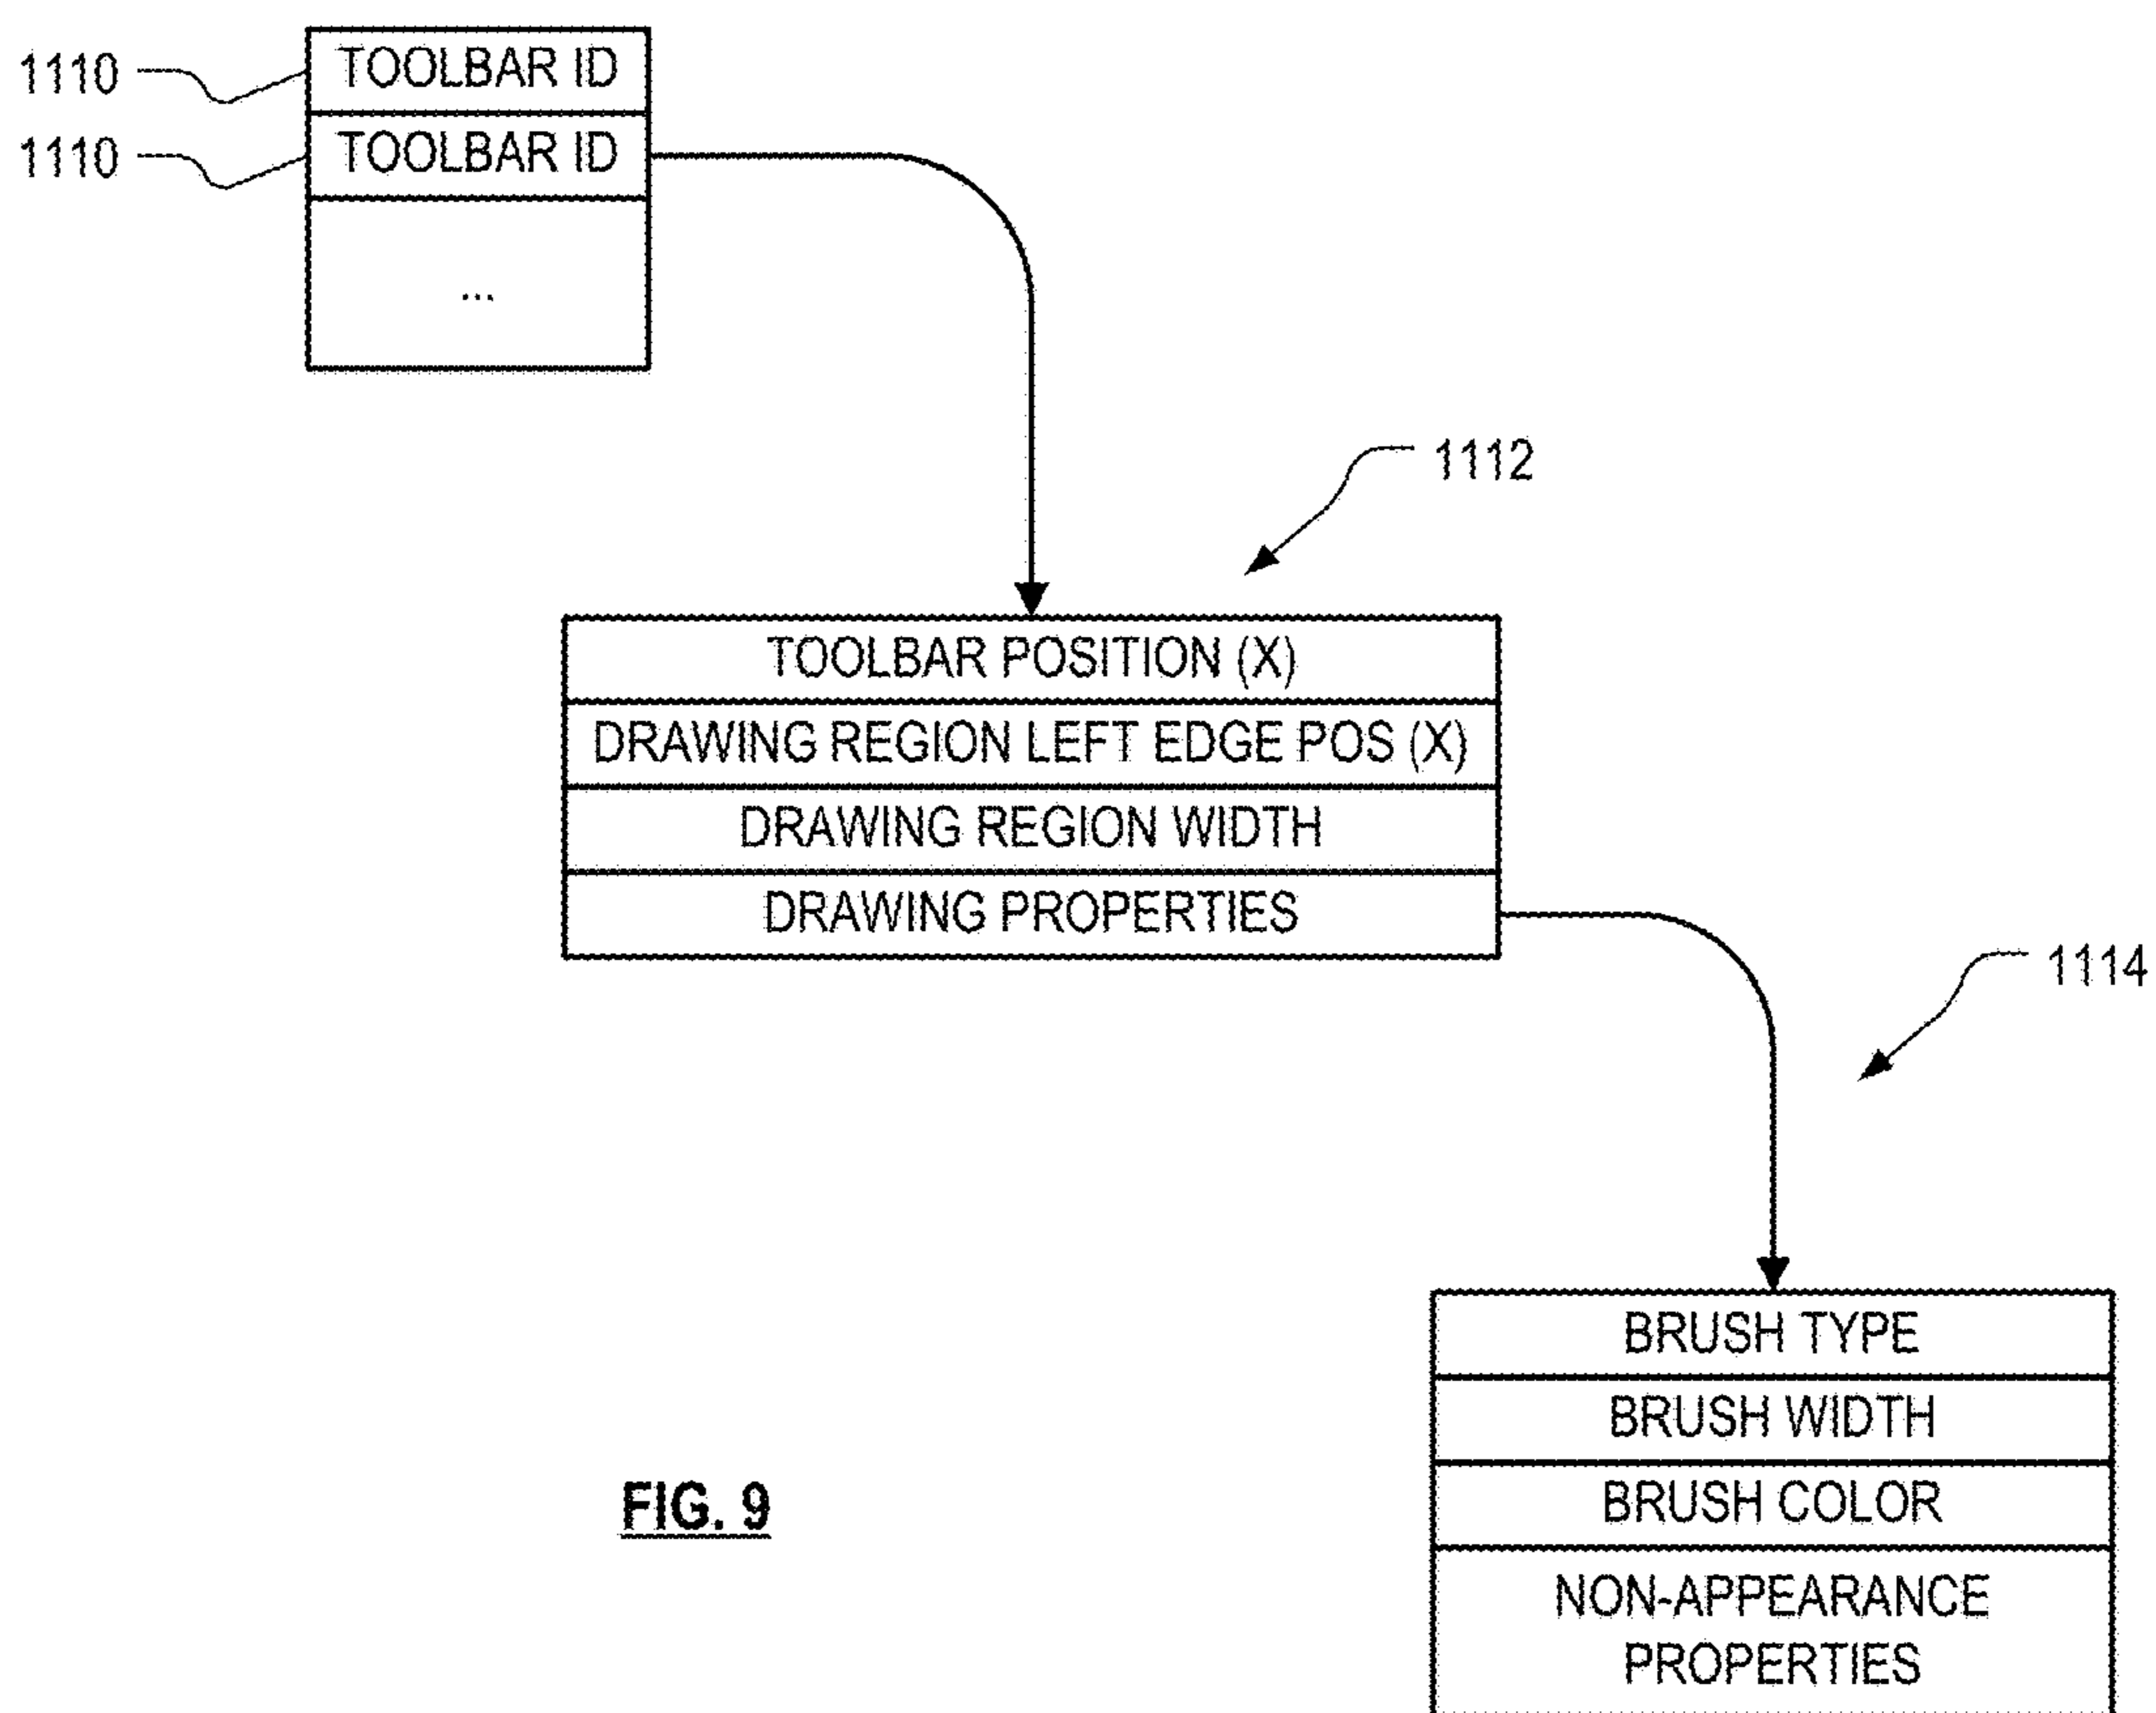 1110
TOOLBAR ID
1110
TOOLBAR ID
...
1112
TOOLBAR POSITION (X)
DRAWING REGION LEFT EDGE POS (X)
DRAWING REGION WIDTH
DRAWING PROPERTIES
1114
BRUSH TYPE
BRUSH WIDTH
BRUSH COLOR
NON-APPEARANCE
PROPERTIES
FIG. 9